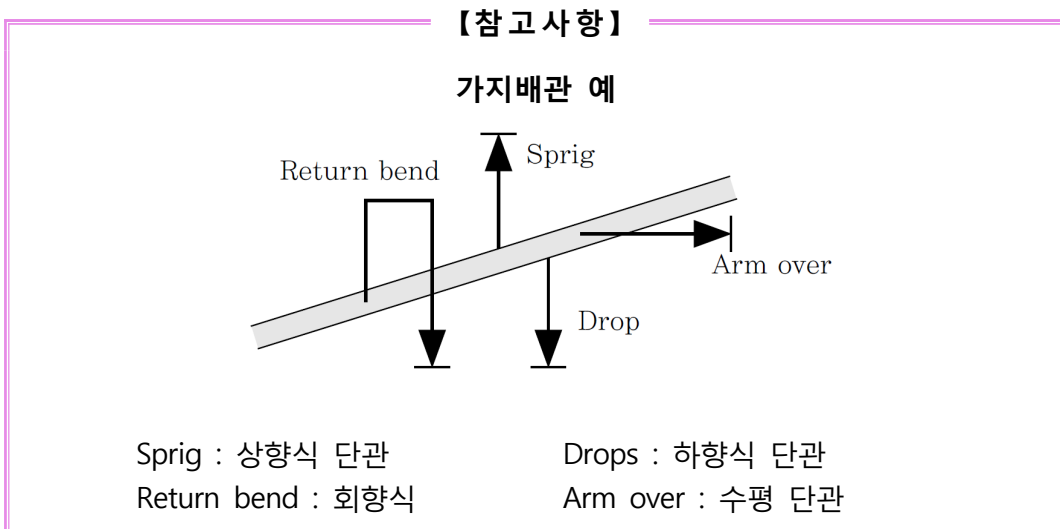 【참고사항】
가지배관 예
Sprig
Return bend
Arm over
Drop
Sprig : 상향식 단관 Drops : 하향식 단관
Return bend : 회향식 Arm over : 수평 단관